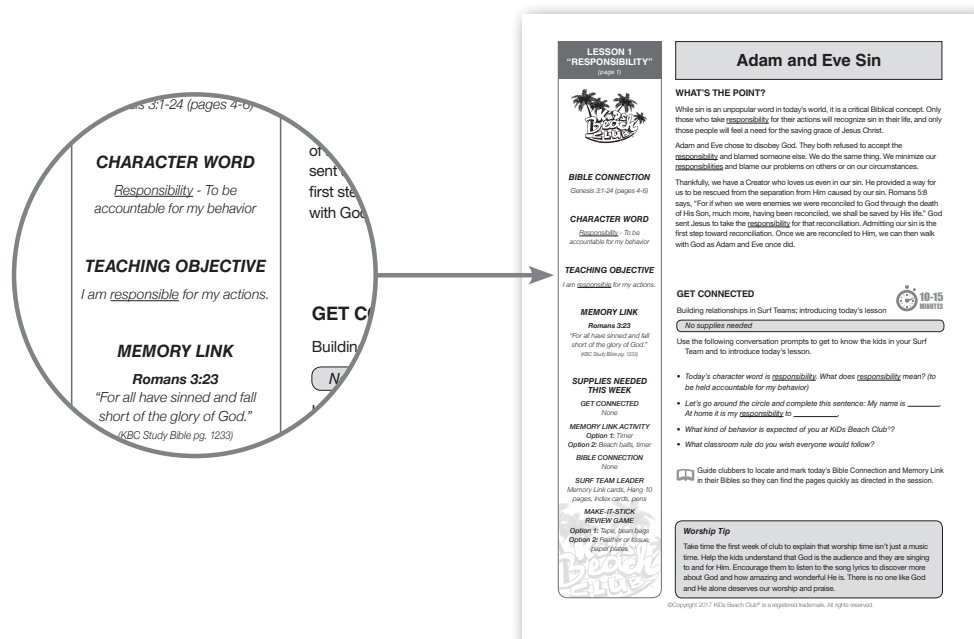 is 3:1-24 (pages 4-6)
CHARACTER WORD
Responsibility - To be
accountable for my behavior
TEACHING OBJECTIVE
I am responsible for my actions.
MEMORY LINK
Romans 3:23
"For all have sinned and fall
short of the glory of God."
(KBC Study Bible pg. 1233)
of
sent
first ste
with God
GET C
Buildin
N
LESSON 1
"RESPONSIBILITY"
(page 1)
KiDs
Beach
CLUB
BIBLE CONNECTION
Genesis 3:1-24 (pages 4-6)
CHARACTER WORD
Responsibility - To be
accountable for my behavior
TEACHING OBJECTIVE
I am responsible for my actions.
MEMORY LINK
Romans 3:23
"For all have sinned and fall
short of the glory of God."
(KBC Study Bible pg. 1233)
SUPPLIES NEEDED
THIS WEEK
GET CONNECTED
None
MEMORY LINK ACTIVITY
Option 1: Timer
Option 2: Beach balls, timer
BIBLE CONNECTION
None
SURF TEAM LEADER
Memory Link cards, Hang 10
pages, index cards, pens
MAKE-IT-STICK
REVIEW GAME
Option 1: Tape, bean bags
Option 2: Feather or tissue,
paper plates
Adam and Eve Sin
WHAT'S THE POINT?
While sin is an unpopular word in today's world, it is a critical Biblical concept. Only
those who take responsibility for their actions will recognize sin in their life, and only
those people will feel a need for the saving grace of Jesus Christ.
Adam and Eve chose to disobey God. They both refused to accept the
responsibility and blamed someone else. We do the same thing. We minimize our
responsibilities and blame our problems on others or on our circumstances.
Thankfully, we have a Creator who loves us even in our sin. He provided a way for
us to be rescued from the separation from Him caused by our sin. Romans 5:8
says, "For if when we were enemies we were reconciled to God through the death
of His Son, much more, having been reconciled, we shall be saved by His life." God
sent Jesus to take the responsibility for that reconciliation. Admitting our sin is the
first step toward reconciliation. Once we are reconciled to Him, we can then walk
with God as Adam and Eve once did.
GET CONNECTED
10-15
MINUTES
Building relationships in Surf Teams; introducing today's lesson
No supplies needed
Use the following conversation prompts to get to know the kids in your Surf
Team and to introduce today's lesson.
• Today's character word is responsibility. What does responsibility mean? (to
be held accountable for my behavior)
• Let's go around the circle and complete this sentence: My name is ________.
At home it is my responsibility to ___________.
• What kind of behavior is expected of you at KiDs Beach Club®?
• What classroom rule do you wish everyone would follow?
Guide clubbers to locate and mark today's Bible Connection and Memory Link
in their Bibles so they can find the pages quickly as directed in the session.
Worship Tip
Take time the first week of club to explain that worship time isn't just a music
time. Help the kids understand that God is the audience and they are singing
to and for Him. Encourage them to listen to the song lyrics to discover more
about God and how amazing and wonderful He is. There is no one like God
and He alone deserves our worship and praise.
©Copyright 2017 KiDs Beach Club® is a registered trademark. All rights reserved.